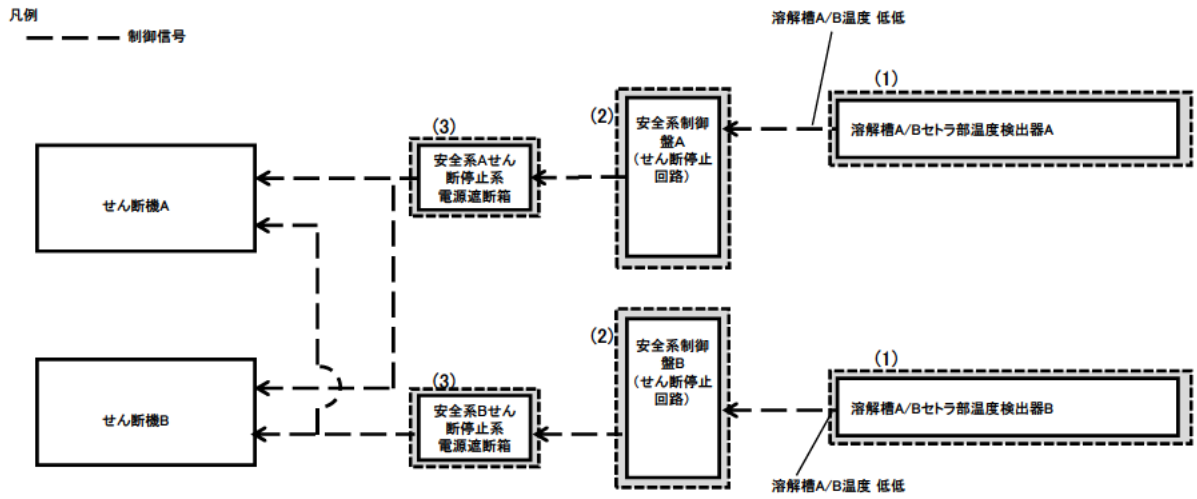 凡例
制御信号
溶解槽A/B温度 低低
(1)
溶解槽A/Bセトラ部温度検出器A
(2)
安全系制御
盤A
(せん断停止
回路)
(3)
安全系Aせん
断停止系
電源遮断箱
せん断機A
(1)
溶解槽A/Bセトラ部温度検出器B
(2)
安全系制御
盤B
(せん断停止
回路)
(3)
安全系Bせん
断停止系
電源遮断箱
せん断機B
溶解槽A/B温度 低低